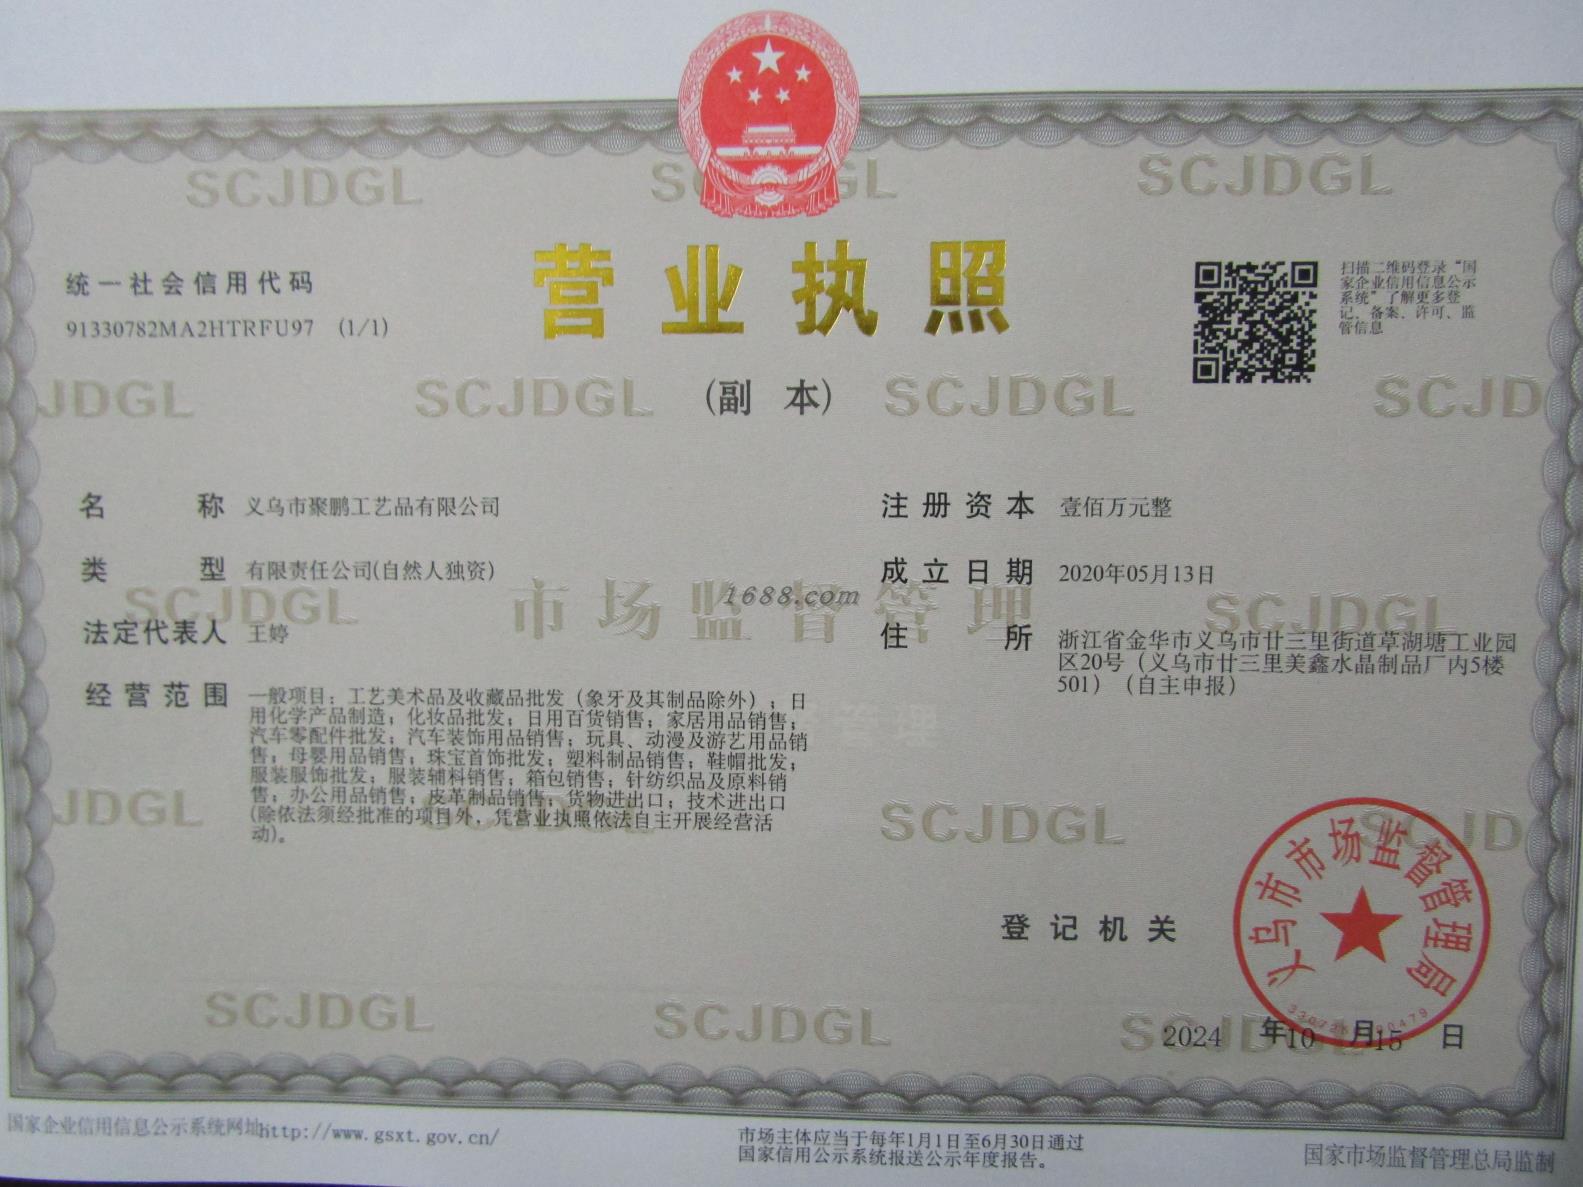 统一社会信用代码
91330782MA2HTRFU97 (1/1)
营业执照
(副 本)
扫描二维码登录“国
家企业信用信息公示
系统”了解更多登
记、备案、许可、监
管信息
名 称 义乌市聚鹏工艺品有限公司
类 型 有限责任公司(自然人独资)
法定代表人 王婷
经营范围 一般项目：工艺美术品及收藏品批发（象牙及其制品除外）；日
用化学产品制造；化妆品批发；日用百货销售；家居用品销售；
汽车零配件批发；汽车装饰用品销售；玩具、动漫及游艺用品销
售；母婴用品销售；珠宝首饰批发；塑料制品销售；鞋帽批发；
服装服饰批发；服装辅料销售；箱包销售；针纺织品及原料销
售；办公用品销售；皮革制品销售；货物进出口；技术进出口
(除依法须经批准的项目外，凭营业执照依法自主开展经营活
动)。
注册资本 壹佰万元整
成立日期 2020年05月13日
住 所 浙江省金华市义乌市廿三里街道草湖塘工业园
区20号（义乌市廿三里美鑫水晶制品厂内5楼
501）（自主申报）
1688.com
市场监督管理
SCJDGL
登记机关
义乌市市场监督管理局
2024 年10 月15 日
国家企业信用信息公示系统网址http://www.gsxt.gov.cn/
市场主体应当于每年1月1日至6月30日通过
国家信用公示系统报送公示年度报告。
国家市场监督管理总局监制